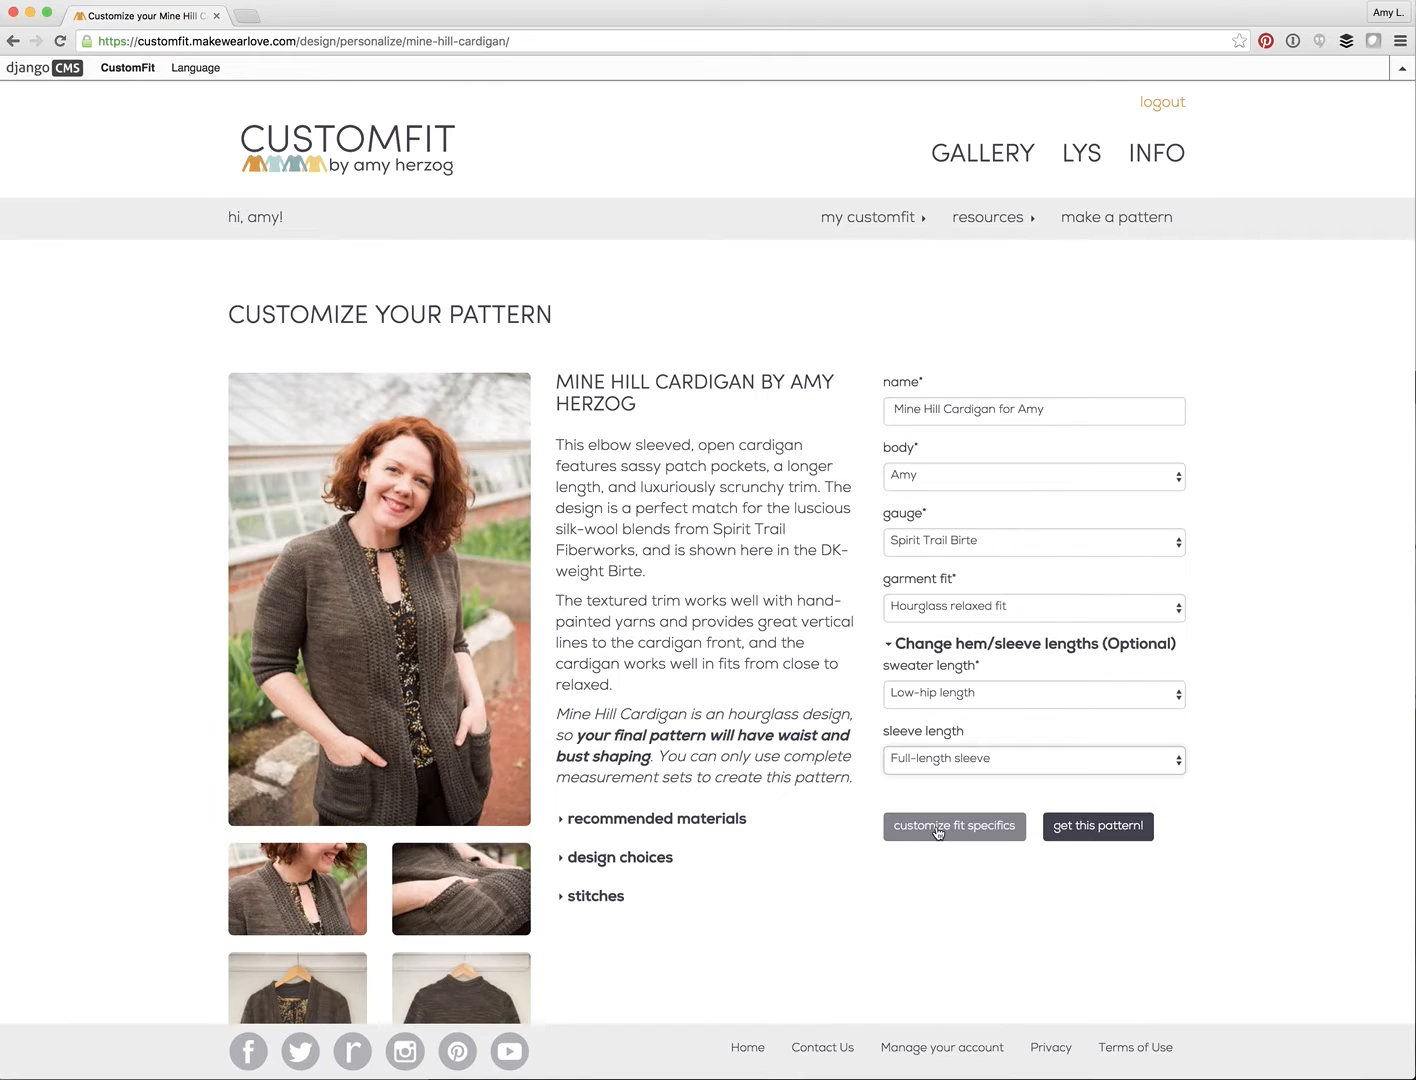 Customize your Mine Hill C
Amy L.
https://customfit.makewearlove.com/design/personalize/mine-hill-cardigan/
django CMS CustomFit Language
logout
CUSTOMFIT
by amy herzog
GALLERY LYS INFO
hi, amy!
my customfit resources make a pattern
CUSTOMIZE YOUR PATTERN
MINE HILL CARDIGAN BY AMY
HERZOG
This elbow sleeved, open cardigan
features sassy patch pockets, a longer
length, and luxuriously scrunchy trim. The
design is a perfect match for the luscious
silk-wool blends from Spirit Trail
Fiberworks, and is shown here in the DK-
weight Birte.
The textured trim works well with hand-
painted yarns and provides great vertical
lines to the cardigan front, and the
cardigan works well in fits from close to
relaxed.
Mine Hill Cardigan is an hourglass design,
so your final pattern will have waist and
bust shaping. You can only use complete
measurement sets to create this pattern.
recommended materials
design choices
stitches
name*
Mine Hill Cardigan for Amy
body*
Amy
gauge*
Spirit Trail Birte
garment fit*
Hourglass relaxed fit
Change hem/sleeve lengths (Optional)
sweater length*
Low-hip length
sleeve length
Full-length sleeve
customize fit specifics
get this pattern!
Home Contact Us Manage your account Privacy Terms of Use